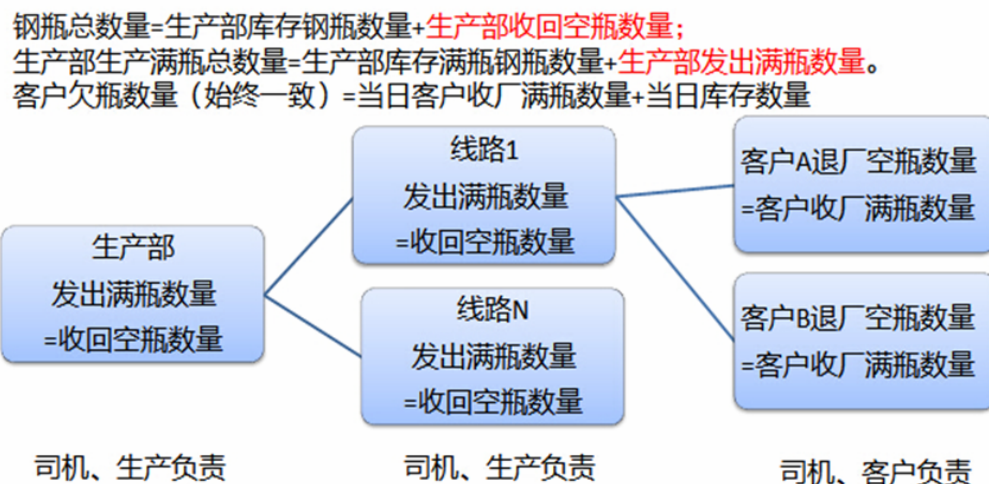 钢瓶总数量=生产部库存钢瓶数量+生产部收回空瓶数量；
生产部生产满瓶总数量=生产部库存满瓶钢瓶数量+生产部发出满瓶数量。
客户欠瓶数量（始终一致）=当日客户收厂满瓶数量+当日库存数量
生产部
发出满瓶数量
=收回空瓶数量
线路1
发出满瓶数量
=收回空瓶数量
线路N
发出满瓶数量
=收回空瓶数量
客户A退厂空瓶数量
=客户收厂满瓶数量
客户B退厂空瓶数量
=客户收厂满瓶数量
司机、生产负责
司机、生产负责
司机、客户负责